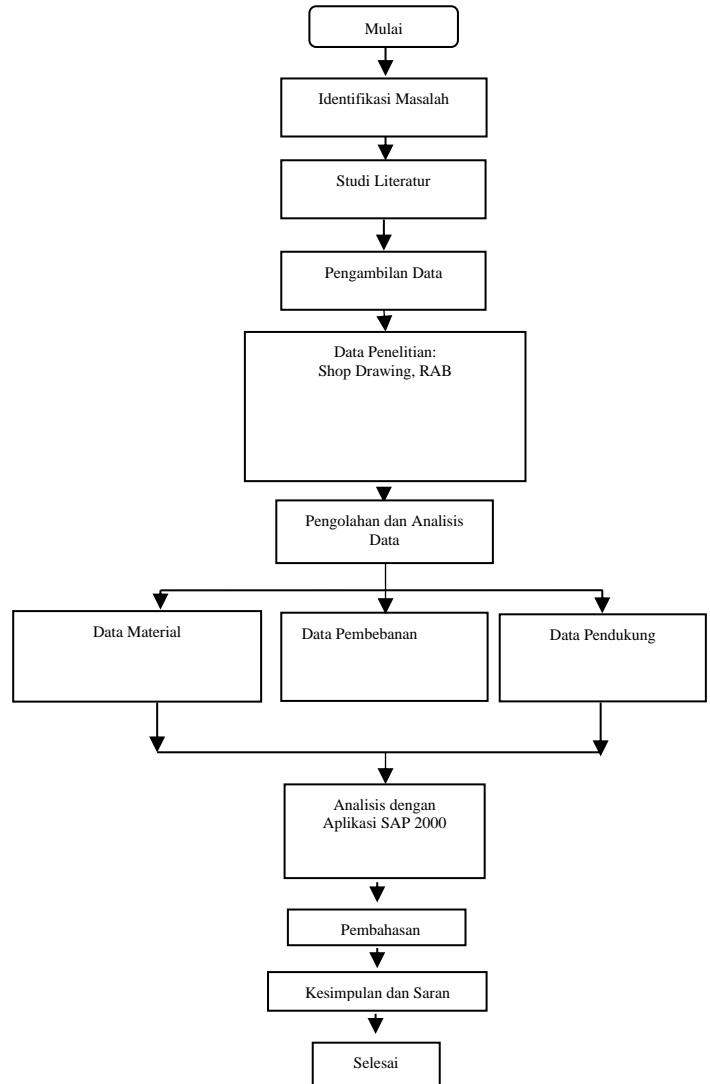 Mulai
Identifikasi Masalah
Studi Literatur
Pengambilan Data
Data Penelitian:
Shop Drawing, RAB
Pengolahan dan Analisis
Data
Data Material
Data Pembebanan
Data Pendukung
Analisis dengan
Aplikasi SAP 2000
Pembahasan
Kesimpulan dan Saran
Selesai